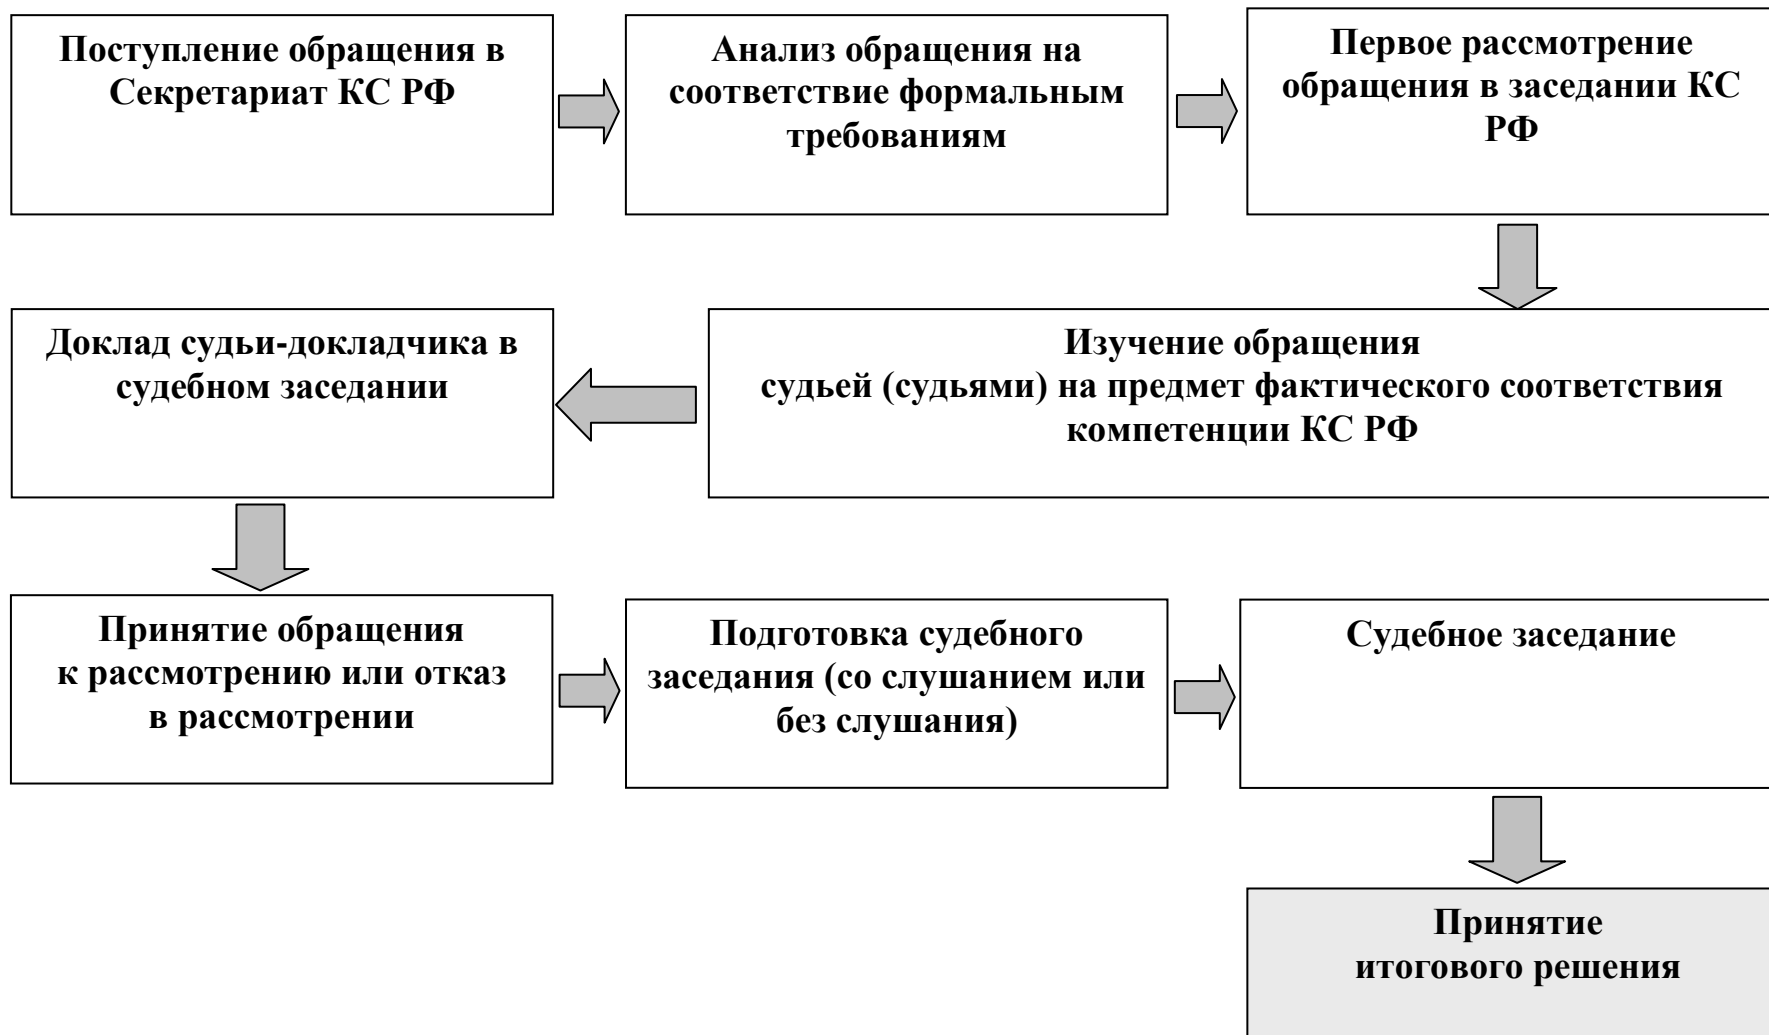 Поступление обращения в
Секретариат КС РФ
Анализ обращения на
соответствие формальным
требованиям
Первое рассмотрение
обращения в заседании КС
РФ
Изучение обращения
судьей (судьями) на предмет фактического соответствия
компетенции КС РФ
Доклад судьи-докладчика в
судебном заседании
Принятие обращения
к рассмотрению или отказ
в рассмотрении
Подготовка судебного
заседания (со слушанием или
без слушания)
Судебное заседание
Принятие
итогового решения